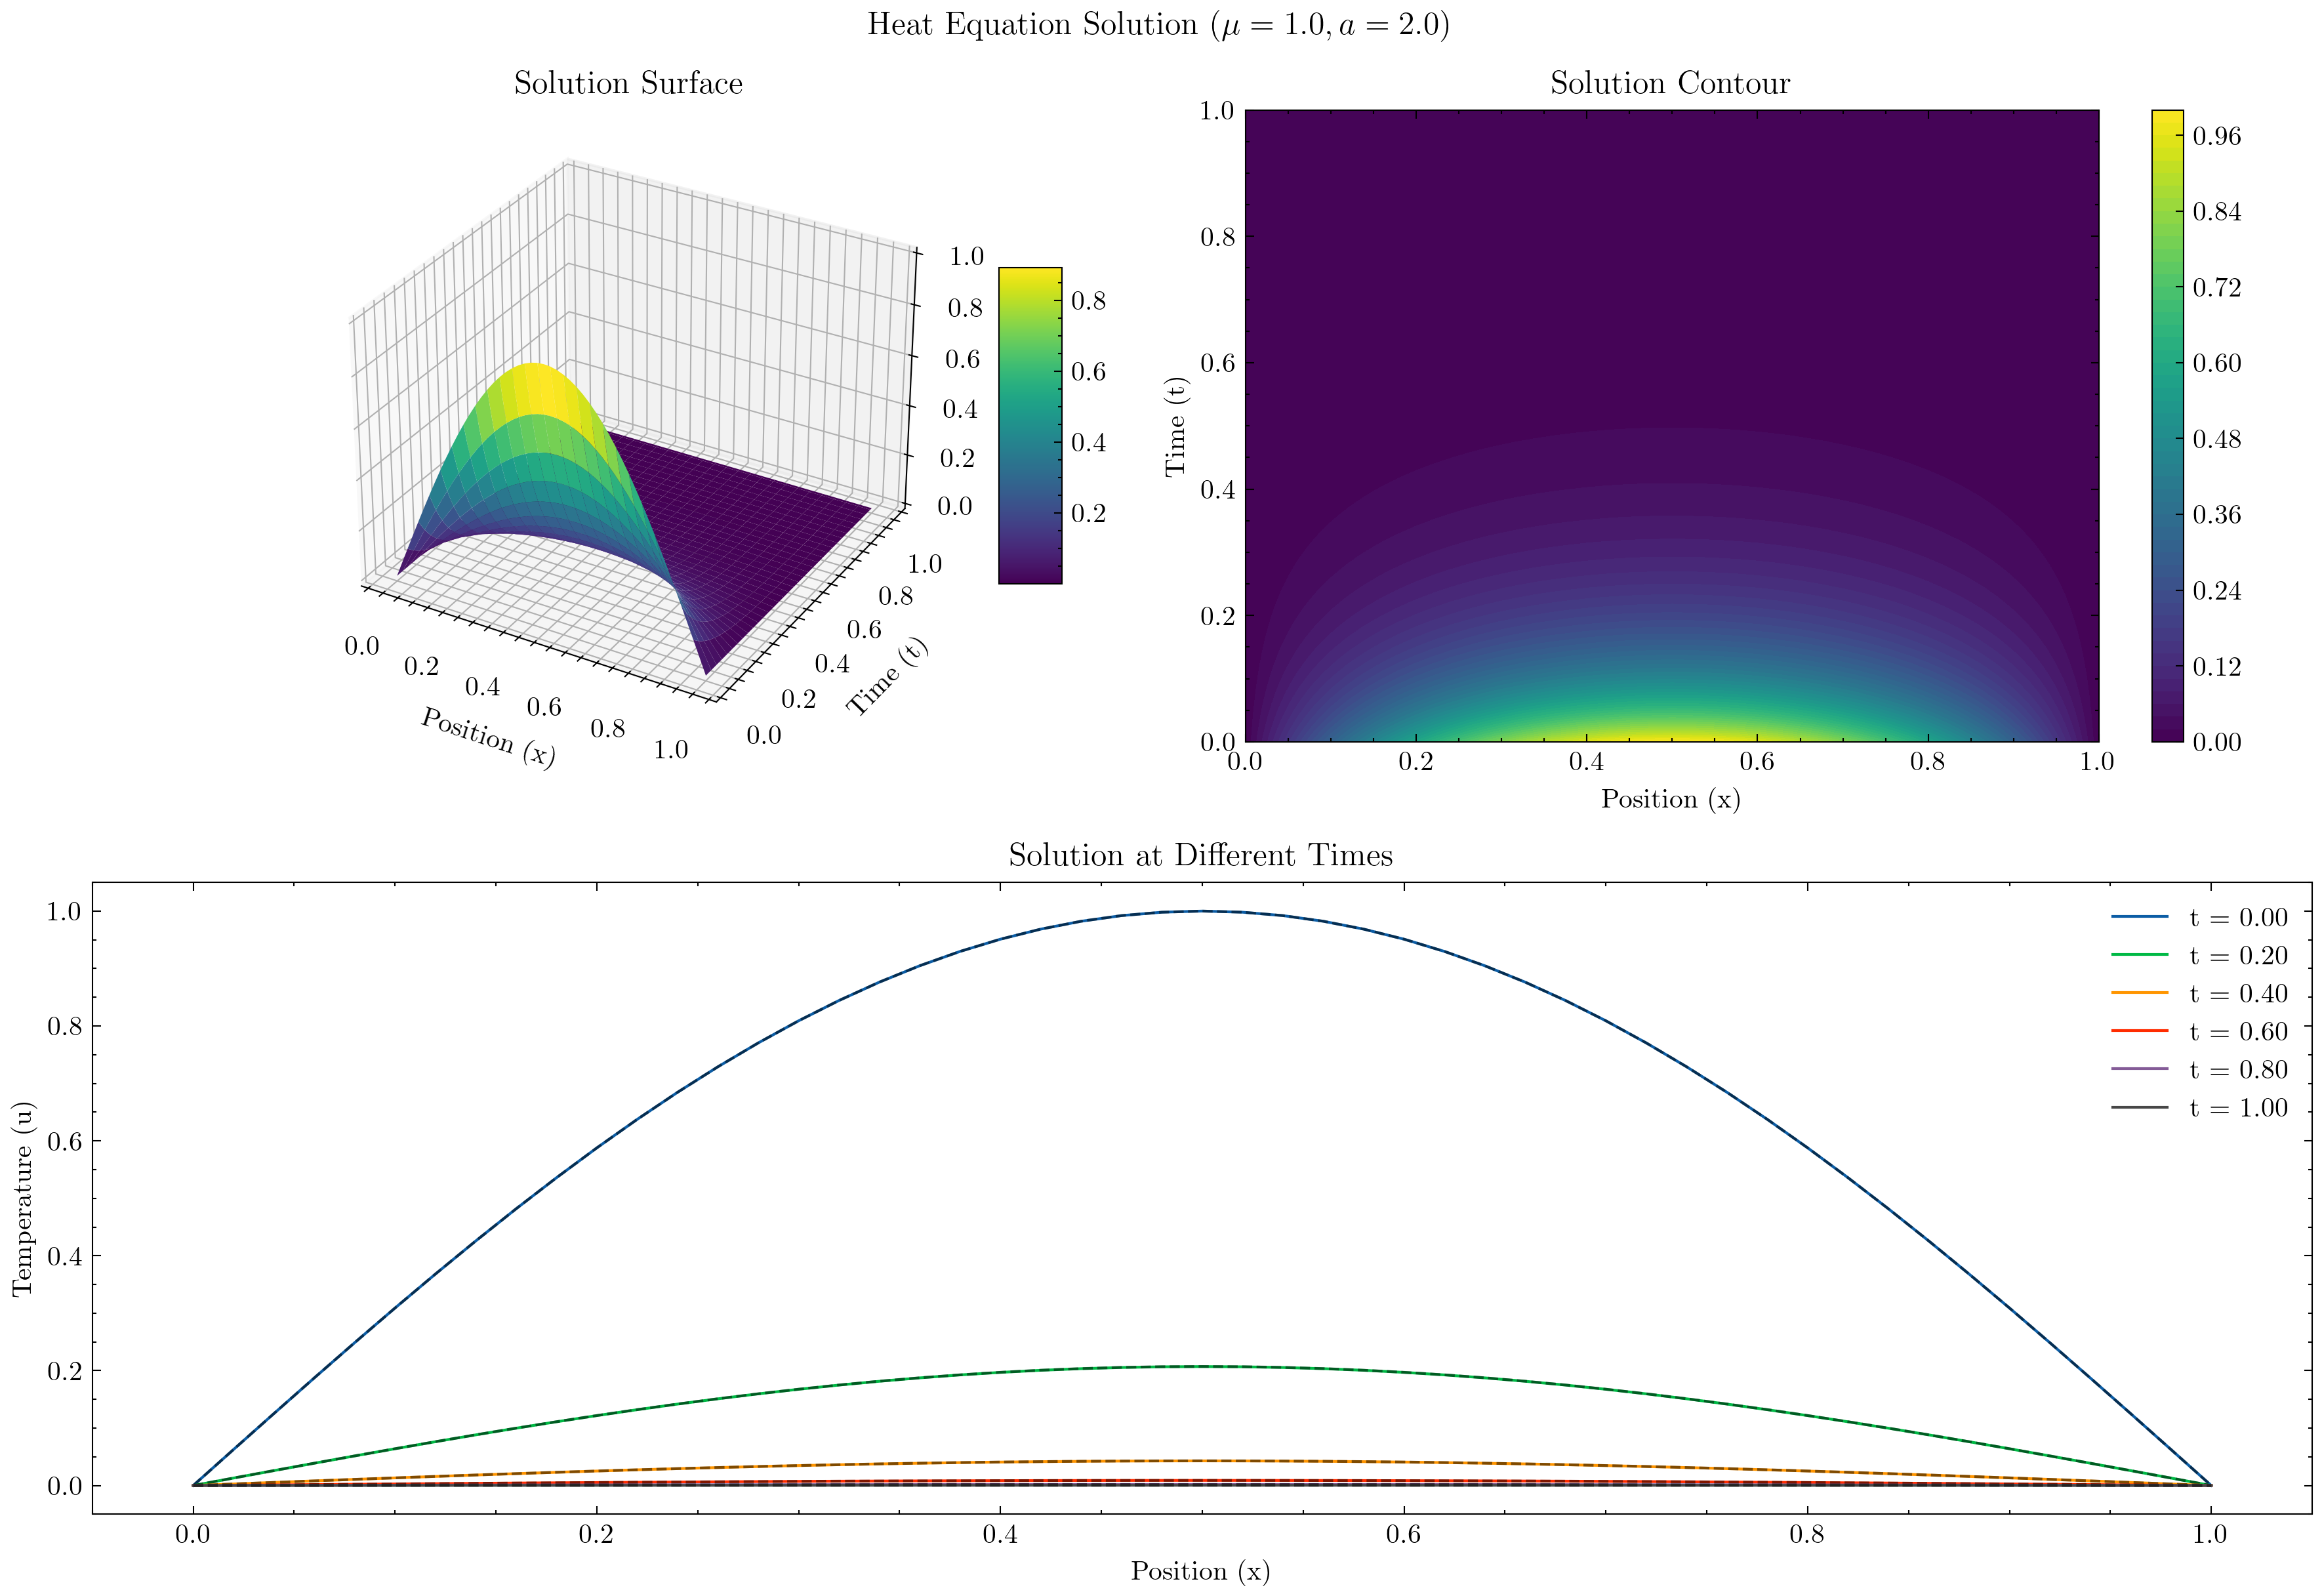 Heat Equation Solution (μ = 1.0, a = 2.0)
Solution Surface
1.0
0.8
0.6
0.4
0.2
0.0
0.0
0.2
0.4
0.6
0.8
1.0
Position (x)
0.0
0.2
0.4
0.6
0.8
1.0
Time (t)
0.8
0.6
0.4
0.2
Solution Contour
1.0
0.8
0.6
0.4
0.2
0.0
Time (t)
0.0 0.2 0.4 0.6 0.8 1.0
Position (x)
0.96
0.84
0.72
0.60
0.48
0.36
0.24
0.12
0.00
Solution at Different Times
1.0
0.8
0.6
0.4
0.2
0.0
Temperature (u)
t = 0.00
t = 0.20
t = 0.40
t = 0.60
t = 0.80
t = 1.00
0.0 0.2 0.4 0.6 0.8 1.0
Position (x)